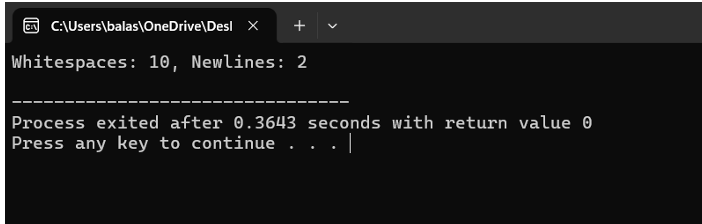 C:\Users\balas\OneDrive\Desl
Whitespaces: 10, Newlines: 2
--------------------------------
Process exited after 0.3643 seconds with return value 0
Press any key to continue . . .